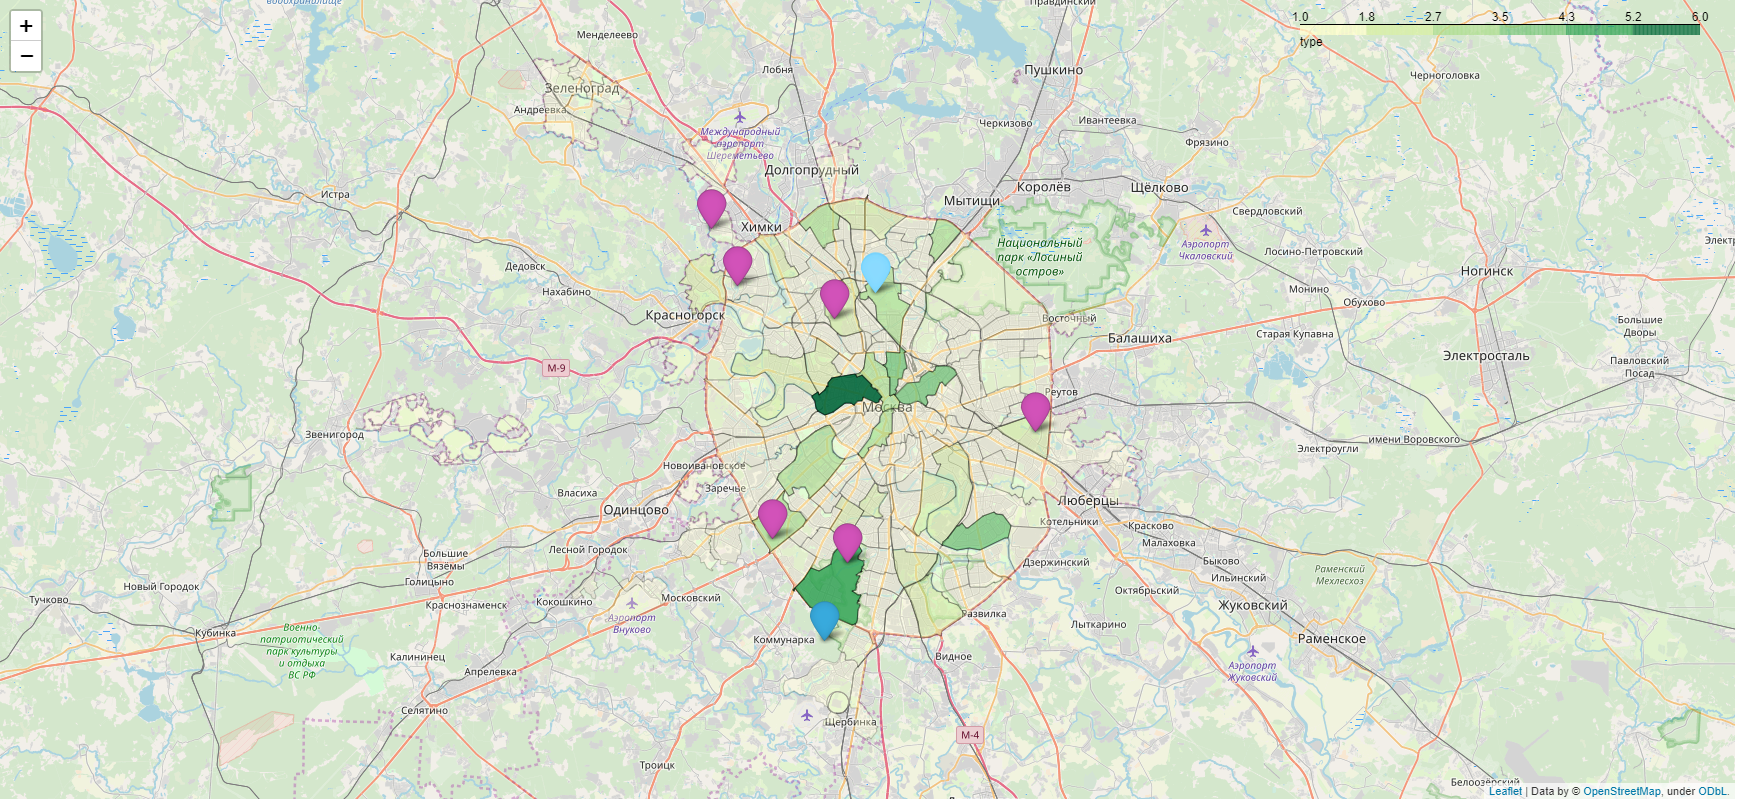 водохранилище
Правдинский
+
−
1.0 1.8 2.7 3.5 4.3 5.2 6.0
type
Менделеево
Лобня
Пушкино
Черноголовка
Зеленоград
Андреевка
Международный
аэропорт
Шереметьево
Черкизово
Ивантеевка
Фрязино
Долгопрудный
Королёв
Щёлково
Истра
Мытищи
Свердловский
Химки
Национальный
парк «Лосиный
остров»
Аэропорт
Чкаловский
Лосино-Петровский
Дедовск
Ногинск
Нахабино
Монино
Обухово
Красногорск
Восточный
Старая Купавна
Большие
Дворы
Балашиха
М-9
Электросталь
Павловский
Посад
Реутов
Москва
Звенигород
имени Воровского
Электроугли
Новоивановское
Заречье
Власиха
Одинцово
Люберцы
Котельники
Красково
Малаховка
Лесной Городок
Большие
Вязёмы
Голицыно
Дзержинский
Быково
Ильинский
Раменский
Мехлесхоз
Новый Городок
Октябрьский
Тучково
Краснознаменск
Кокошкино
Московский
Жуковский
Аэропорт
Внуково
Развилка
Лыткарино
Кубинка
Военно-
патриотический
парк культуры
и отдыха
ВС РФ
Коммунарка
Раменское
Калининец
Видное
Апрелевка
Аэропорт
Жуковский
Селятино
Щербинка
М-4
Троицк
Белоозёрский
Leaflet | Data by © OpenStreetMap, under ODbL.